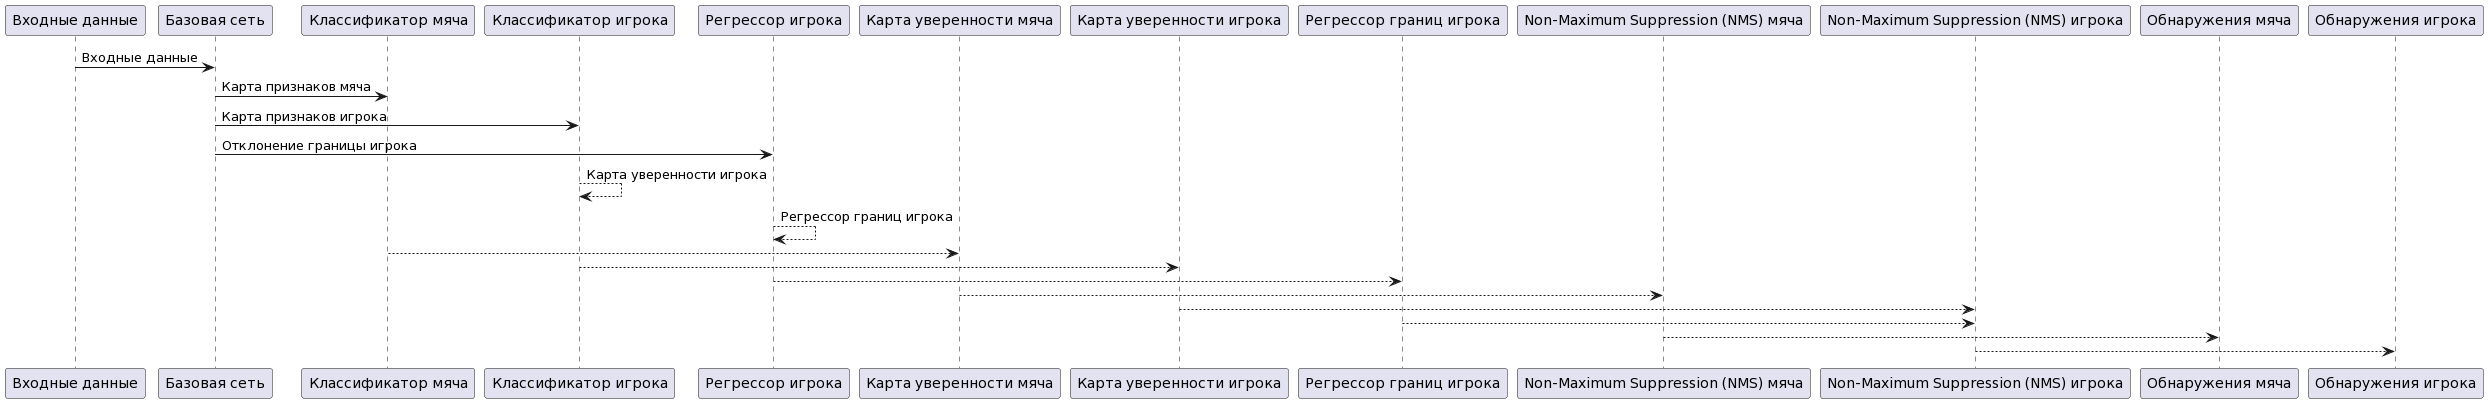 Входные данные
Базовая сеть
Классификатор мяча
Классификатор игрока
Регрессор игрока
Карта уверенности мяча
Карта уверенности игрока
Регрессор границ игрока
Non-Maximum Suppression (NMS) мяча
Non-Maximum Suppression (NMS) игрока
Обнаружения мяча
Обнаружения игрока
Входные данные
Карта признаков мяча
Карта признаков игрока
Отклонение границы игрока
Карта уверенности игрока
Регрессор границ игрока
Входные данные
Базовая сеть
Классификатор мяча
Классификатор игрока
Регрессор игрока
Карта уверенности мяча
Карта уверенности игрока
Регрессор границ игрока
Non-Maximum Suppression (NMS) мяча
Non-Maximum Suppression (NMS) игрока
Обнаружения мяча
Обнаружения игрока